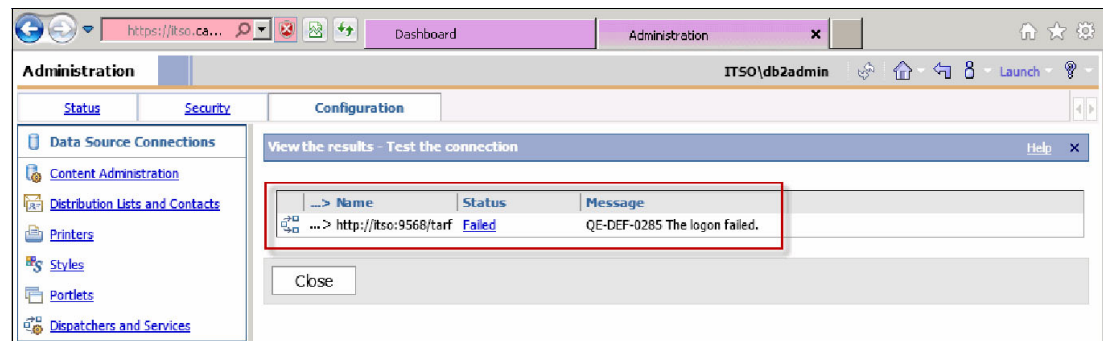 https://itso.ca... Dashboard Administration
Administration ITSO\db2admin Launch
Status Security Configuration
Data Source Connections
View the results - Test the connection Help
Content Administration
Distribution Lists and Contacts
...> Name Status Message
...> http://itso:9568/tarf Failed QE-DEF-0285 The logon failed.
Printers
Styles
Close
Portlets
Dispatchers and Services